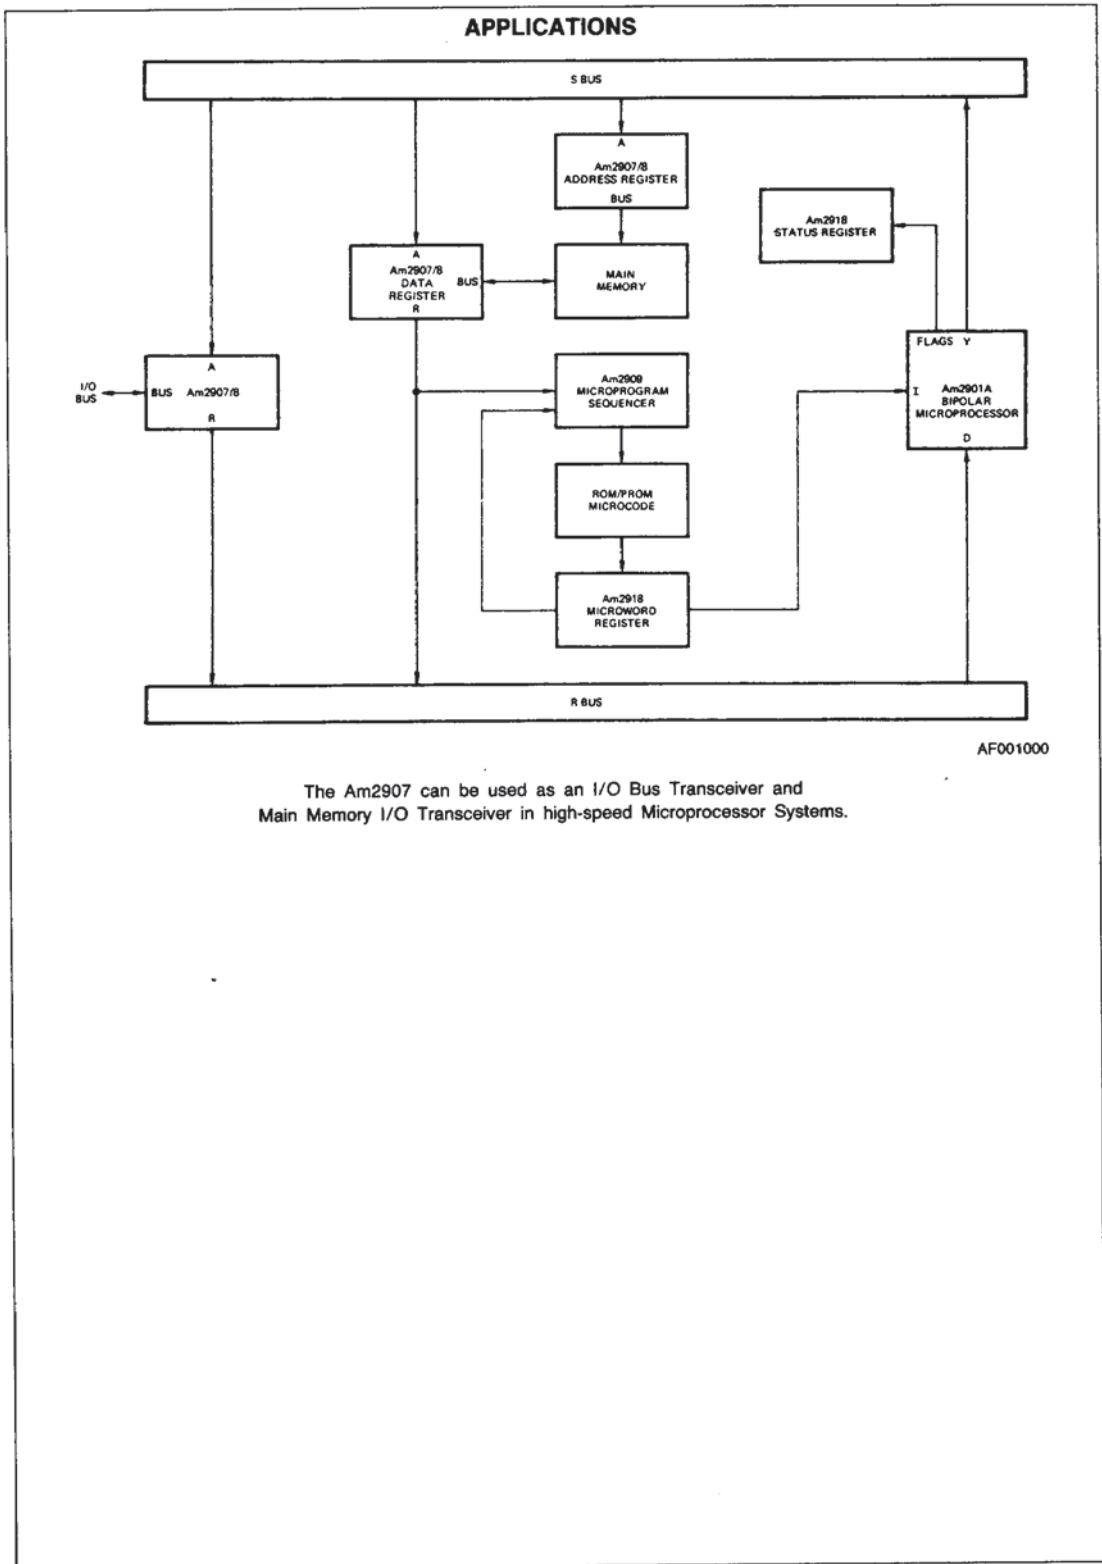 APPLICATIONS
S BUS
A
Am2907/8
ADDRESS REGISTER
BUS
Am2918
STATUS REGISTER
A
Am2907/8
DATA
REGISTER
R
BUS
MAIN
MEMORY
FLAGS Y
I
Am2901A
BIPOLAR
MICROPROCESSOR
D
I/O
BUS
A
BUS Am2907/8
R
Am2909
MICROPROGRAM
SEQUENCER
ROM/PROM
MICROCODE
Am2918
MICROWORD
REGISTER
R BUS
AF001000
The Am2907 can be used as an I/O Bus Transceiver and
Main Memory I/O Transceiver in high-speed Microprocessor Systems.